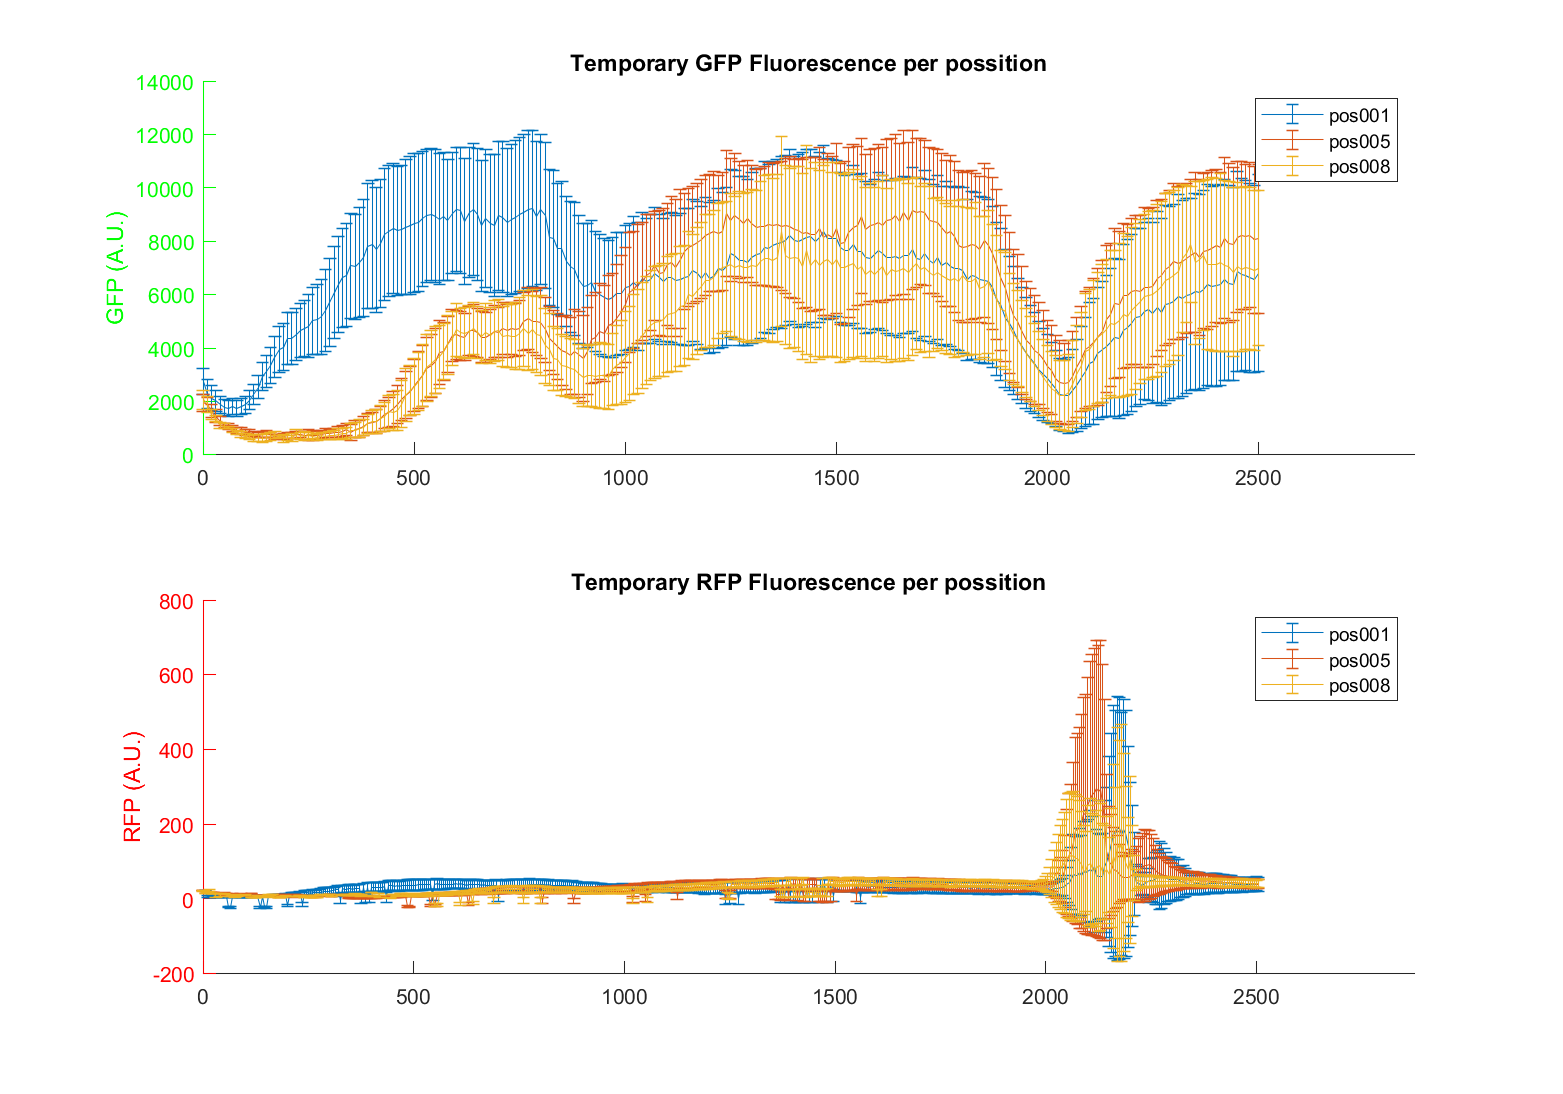 Temporary GFP Fluorescence per possition
14000
12000
10000
8000
6000
4000
2000
0
GFP (A.U.)
0 500 1000 1500 2000 2500
pos001
pos005
pos008
Temporary RFP Fluorescence per possition
800
600
400
200
0
-200
RFP (A.U.)
0 500 1000 1500 2000 2500
pos001
pos005
pos008